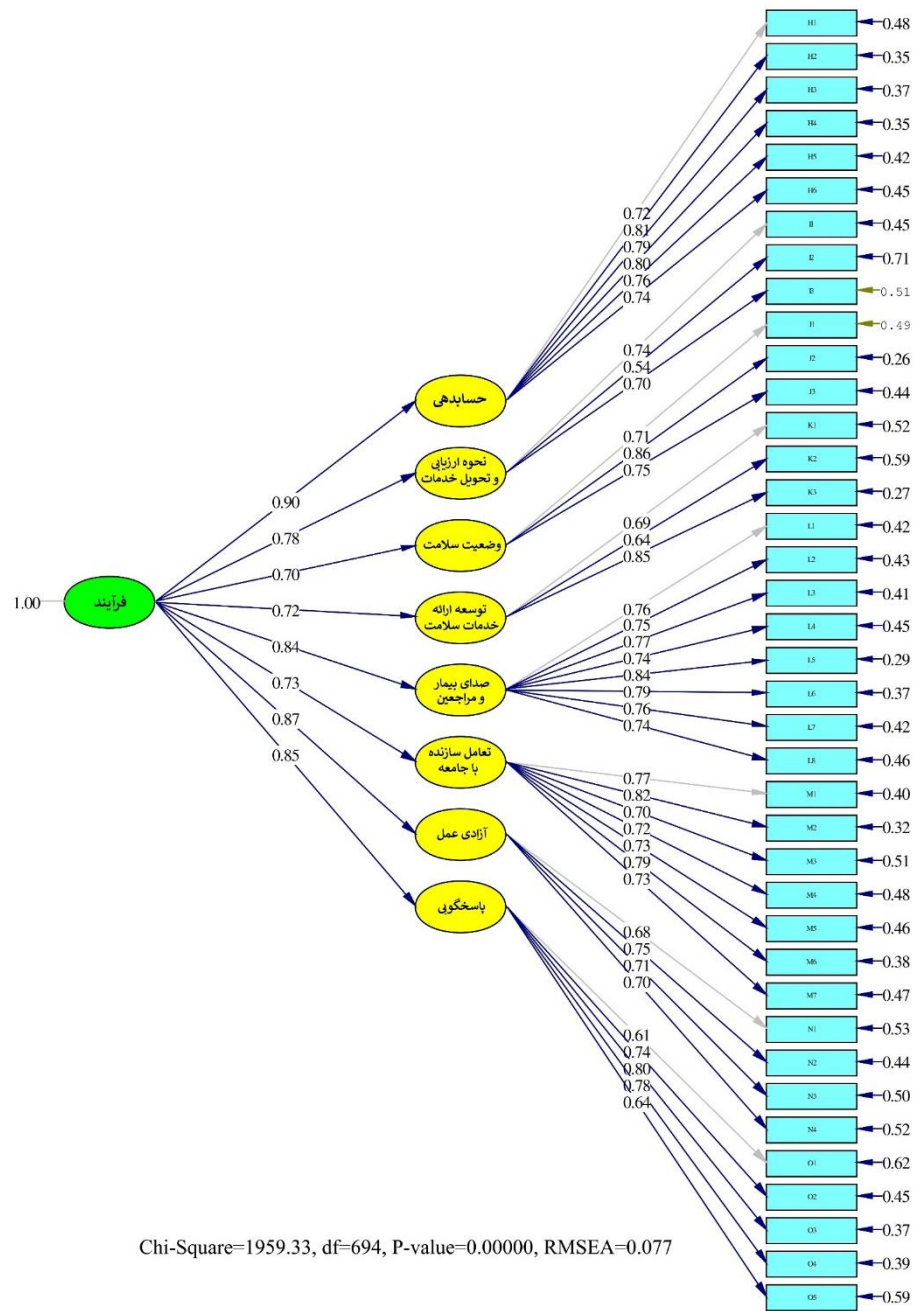 H1 0.48
H2 0.35
H3 0.37
H4 0.35
H5 0.42
H6 0.45
I1 0.45
I2 0.71
I3 0.51
J1 0.49
J2 0.26
J3 0.44
K1 0.52
K2 0.59
K3 0.27
L1 0.42
L2 0.43
L3 0.41
L4 0.45
L5 0.29
L6 0.37
L7 0.42
L8 0.46
M1 0.40
M2 0.32
M3 0.51
M4 0.48
M5 0.46
M6 0.38
M7 0.47
N1 0.53
N2 0.44
N3 0.50
N4 0.52
O1 0.62
O2 0.45
O3 0.37
O4 0.39
O5 0.59
0.72
0.81
0.79
0.80
0.76
0.74
0.74
0.54
0.70
0.71
0.86
0.75
0.69
0.64
0.85
0.76
0.75
0.77
0.74
0.84
0.79
0.76
0.74
0.77
0.82
0.70
0.72
0.73
0.79
0.73
0.68
0.75
0.71
0.70
0.61
0.74
0.80
0.78
0.64
حسابدهی
نحوه ارزیابی
و تحویل خدمات
وضعیت سلامت
توسعه ارائه
خدمات سلامت
صدای بیمار
و مراجعین
تعامل سازنده
با جامعه
آزادی عمل
پاسخگویی
0.90
0.78
0.70
0.72
0.84
0.73
0.87
0.85
1.00
فرآیند
Chi-Square=1959.33, df=694, P-value=0.00000, RMSEA=0.077